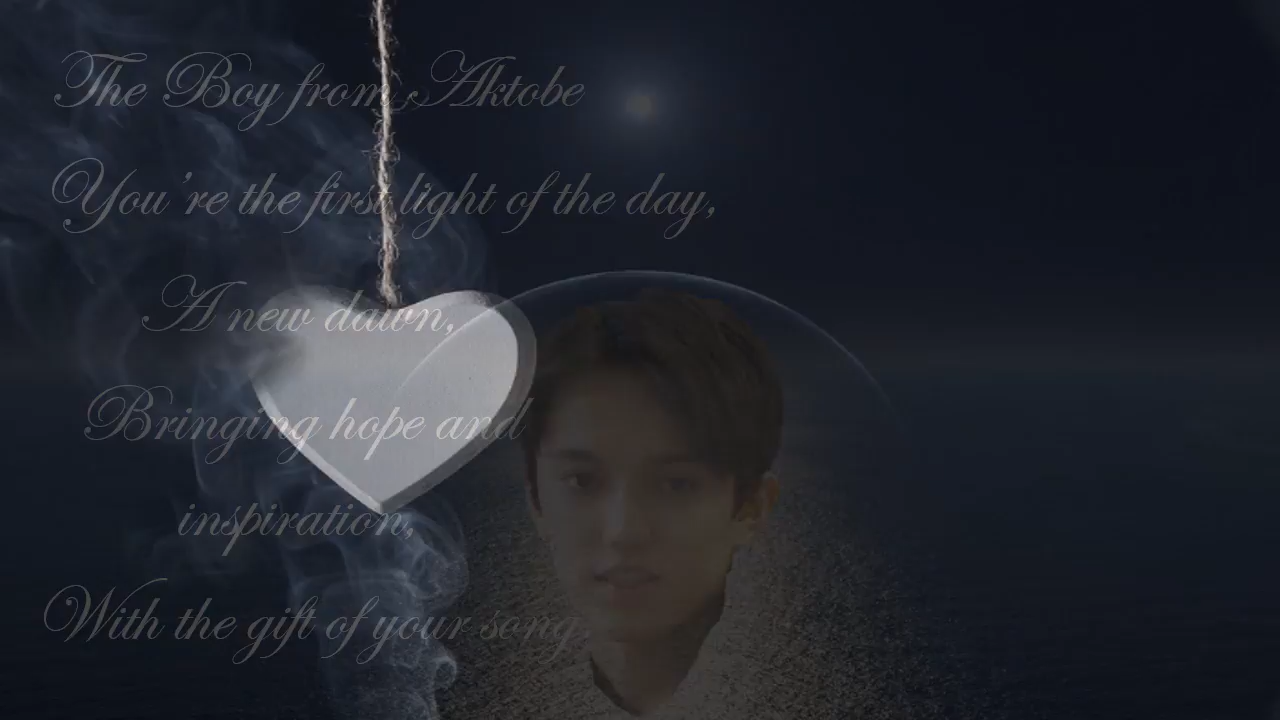 The Boy from Aktobe
You're the first light of the day,
A new dawn,
Bringing hope and
inspiration,
With the gift of your song.